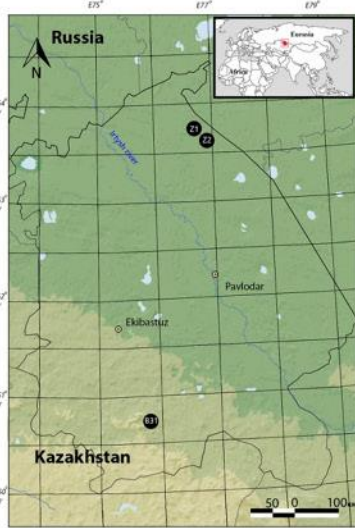 E75° E77° E79°
Russia
Eurasia
Africa
N
Z1
Z2
Irtysh river
Pavlodar
Ekibastuz
B31
Kazakhstan
50 0 100